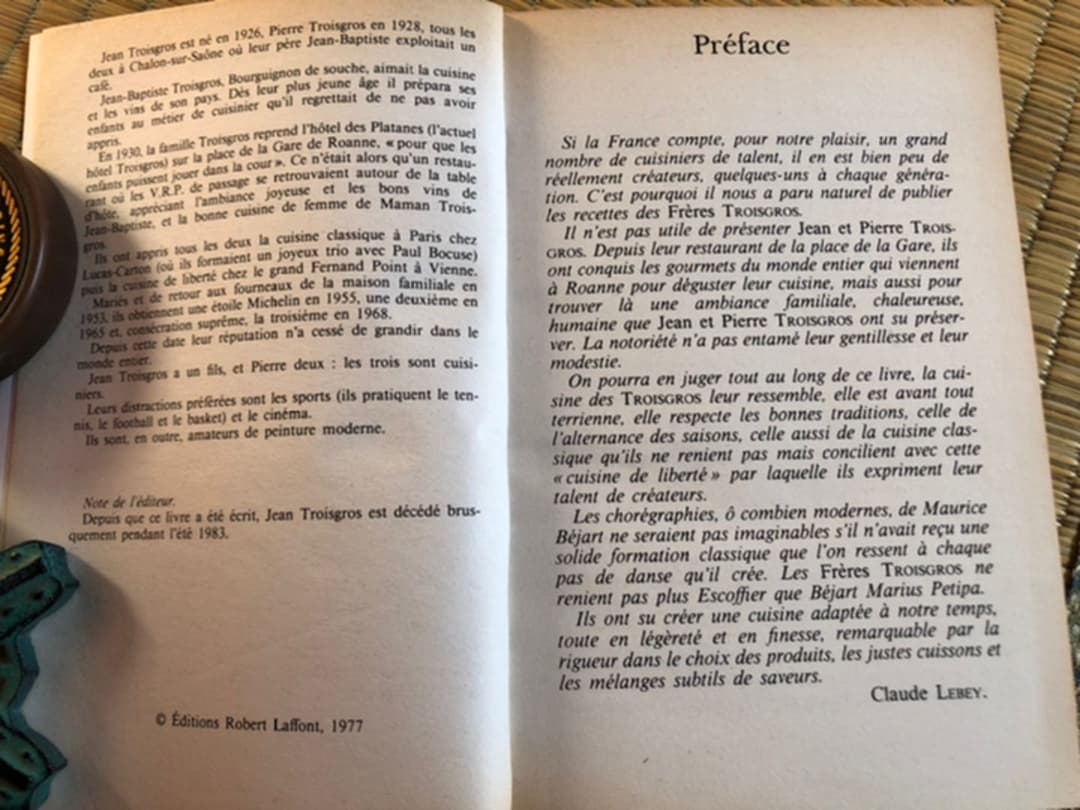 Jean Troisgros est né en 1926, Pierre Troisgros en 1928, tous les
deux à Chalon-sur-Saône où leur père Jean-Baptiste exploitait un
café.
Jean-Baptiste Troisgros, Bourguignon de souche, aimait la cuisine
et les vins de son pays. Dès leur plus jeune âge il prépara ses
enfants au métier de cuisinier qu'il regrettait de ne pas avoir
appris.
En 1930, la famille Troisgros reprend l'hôtel des Platanes (l'actuel
hôtel Troisgros) sur la place de la Gare de Roanne, « pour que les
enfants puissent jouer dans la cour ». Ce n'était alors qu'un restau-
rant où les V.R.P. de passage se retrouvaient autour de la table
d'hôte, appréciant l'ambiance joyeuse et les bons vins de
Jean-Baptiste, et la bonne cuisine de femme de Maman Trois-
gros.
Ils ont appris tous les deux la cuisine classique à Paris chez
Lucas-Carton (où ils formaient un joyeux trio avec Paul Bocuse)
puis la cuisine de liberté chez le grand Fernand Point à Vienne.
Mariés et de retour aux fourneaux de la maison familiale en
1953, ils obtiennent une étoile Michelin en 1955, une deuxième en
1965 et, consécration suprême, la troisième en 1968.
Depuis cette date leur réputation n'a cessé de grandir dans le
monde entier.
Jean Troisgros a un fils, et Pierre deux : les trois sont cuisi-
niers.
Leurs distractions préférées sont les sports (ils pratiquent le ten-
nis, le football et le basket) et le cinéma.
Ils sont, en outre, amateurs de peinture moderne.
Note de l'éditeur.
Depuis que ce livre a été écrit, Jean Troisgros est décédé brus-
quement pendant l'été 1983.
© Éditions Robert Laffont, 1977
Préface
Si la France compte, pour notre plaisir, un grand
nombre de cuisiniers de talent, il en est bien peu de
réellement créateurs, quelques-uns à chaque généra-
tion. C'est pourquoi il nous a paru naturel de publier
les recettes des Frères TROISGROS.
Il n'est pas utile de présenter Jean et Pierre TROIS-
GROS. Depuis leur restaurant de la place de la Gare, ils
ont conquis les gourmets du monde entier qui viennent
à Roanne pour déguster leur cuisine, mais aussi pour
trouver là une ambiance familiale, chaleureuse,
humaine que Jean et Pierre TROISGROS ont su préser-
ver. La notoriété n'a pas entamé leur gentillesse et leur
modestie.
On pourra en juger tout au long de ce livre, la cui-
sine des TROISGROS leur ressemble, elle est avant tout
terrienne, elle respecte les bonnes traditions, celle de
l'alternance des saisons, celle aussi de la cuisine clas-
sique qu'ils ne renient pas mais concilient avec cette
« cuisine de liberté » par laquelle ils expriment leur
talent de créateurs.
Les chorégraphies, ô combien modernes, de Maurice
Béjart ne seraient pas imaginables s'il n'avait reçu une
solide formation classique que l'on ressent à chaque
pas de danse qu'il crée. Les Frères TROISGROS ne
renient pas plus Escoffier que Béjart Marius Petipa.
Ils ont su créer une cuisine adaptée à notre temps,
toute en légèreté et en finesse, remarquable par la
rigueur dans le choix des produits, les justes cuissons et
les mélanges subtils de saveurs.
Claude LEBEY.